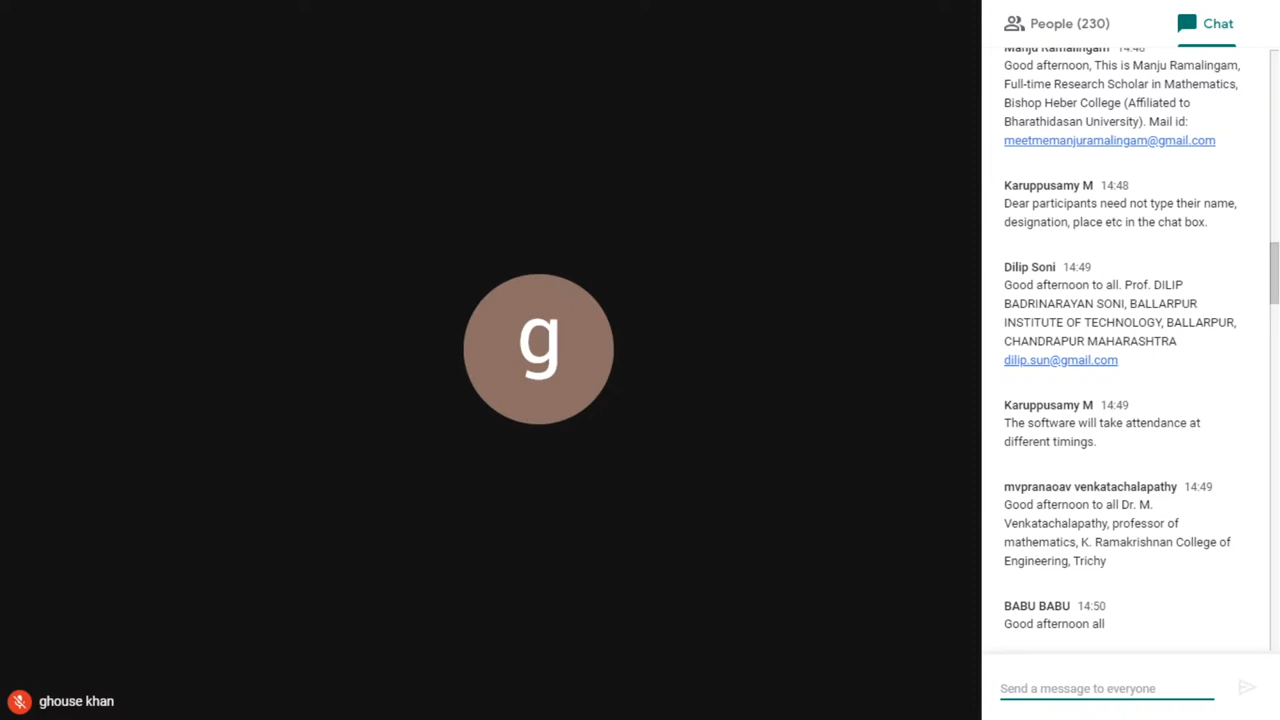 People (230)
Chat
Manju Ramalingam 14:48
Good afternoon, This is Manju Ramalingam,
Full-time Research Scholar in Mathematics,
Bishop Heber College (Affiliated to
Bharathidasan University). Mail id:
meetmemanjuramalingam@gmail.com
Karuppusamy M 14:48
Dear participants need not type their name,
designation, place etc in the chat box.
Dilip Soni 14:49
Good afternoon to all. Prof. DILIP
BADRINARAYAN SONI, BALLARPUR
INSTITUTE OF TECHNOLOGY, BALLARPUR,
CHANDRAPUR MAHARASHTRA
dilip.sun@gmail.com
Karuppusamy M 14:49
The software will take attendance at
different timings.
mvpranaoav venkatachalapathy 14:49
Good afternoon to all Dr. M.
Venkatachalapathy, professor of
mathematics, K. Ramakrishnan College of
Engineering, Trichy
BABU BABU 14:50
Good afternoon all
Send a message to everyone
g
ghouse khan